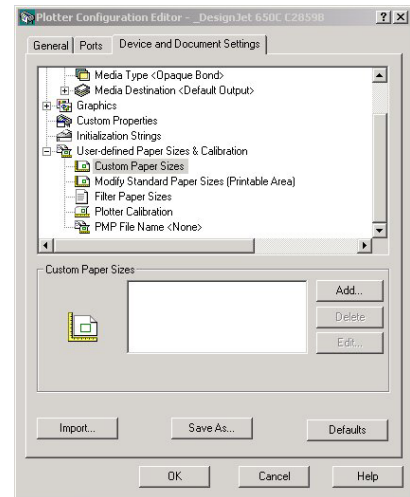 Plotter Configuration Editor - _DesignJet 650C C2859B
General Ports Device and Document Settings
Media Type <Opaque Bond>
Media Destination <Default Output>
Graphics
Custom Properties
Initialization Strings
User-defined Paper Sizes & Calibration
Custom Paper Sizes
Modify Standard Paper Sizes (Printable Area)
Filter Paper Sizes
Plotter Calibration
PMP File Name <None>
Custom Paper Sizes
Add...
Delete
Edit...
Import... Save As... Defaults
OK Cancel Help